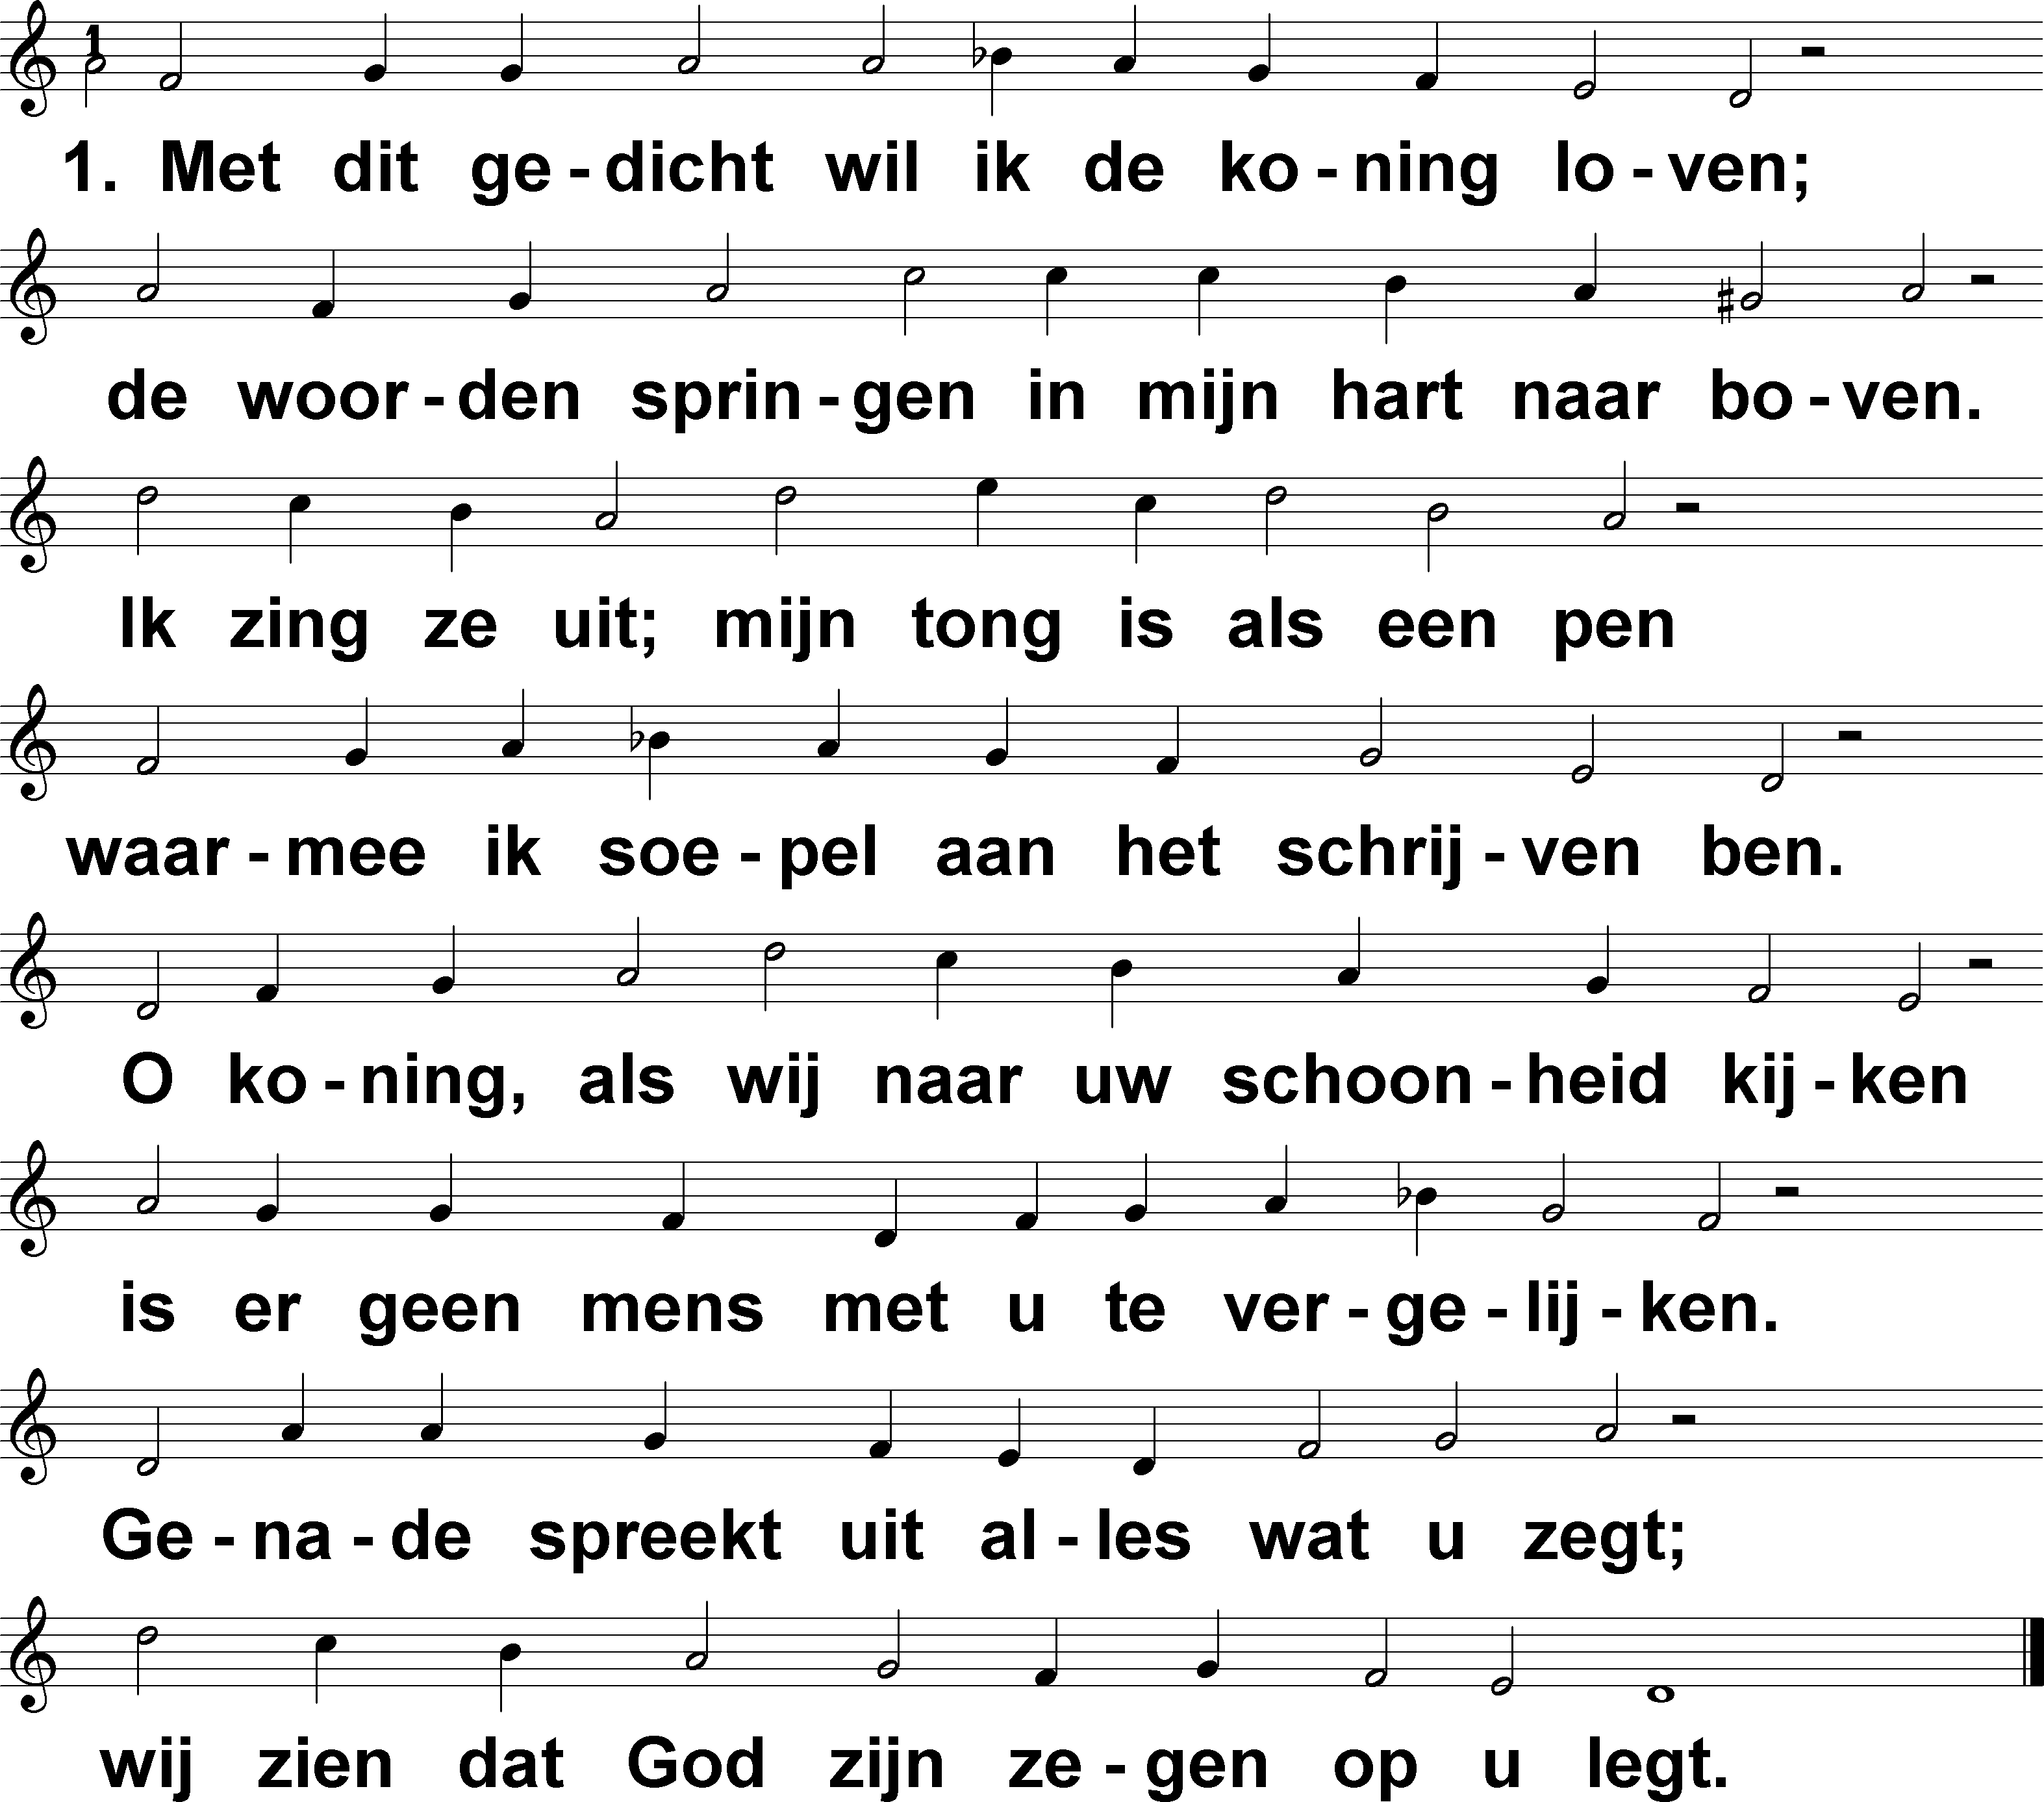 1
1. Met dit ge - dicht wil ik de ko - ning lo - ven;
de woor - den sprin - gen in mijn hart naar bo - ven.
Ik zing ze uit; mijn tong is als een pen
waar - mee ik soe - pel aan het schrij - ven ben.
O ko - ning, als wij naar uw schoon - heid kij - ken
is er geen mens met u te ver - ge - lij - ken.
Ge - na - de spreekt uit al - les wat u zegt;
wij zien dat God zijn ze - gen op u legt.